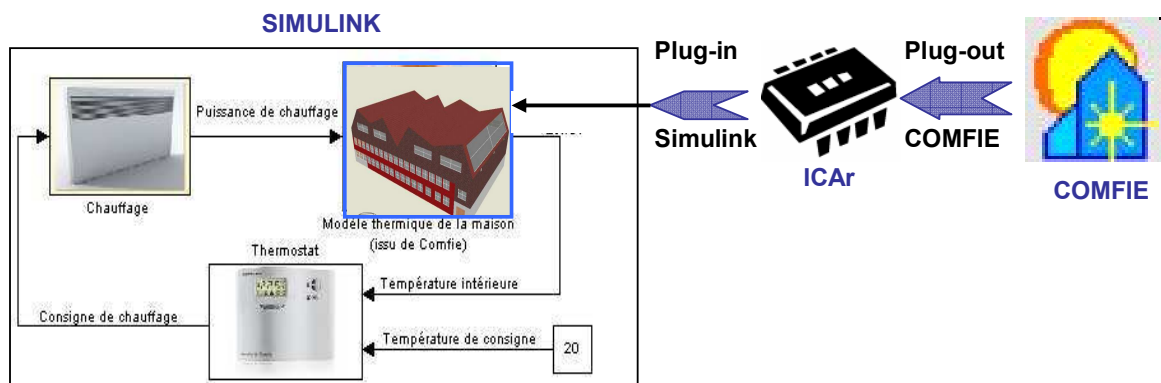 SIMULINK
Plug-in
Plug-out
Puissance de chauffage
Simulink
COMFIE
ICAr
COMFIE
Chauffage
Modèle thermique de la maison
(issu de Comfie)
Thermostat
Température intérieure
Consigne de chauffage
Température de consigne
20